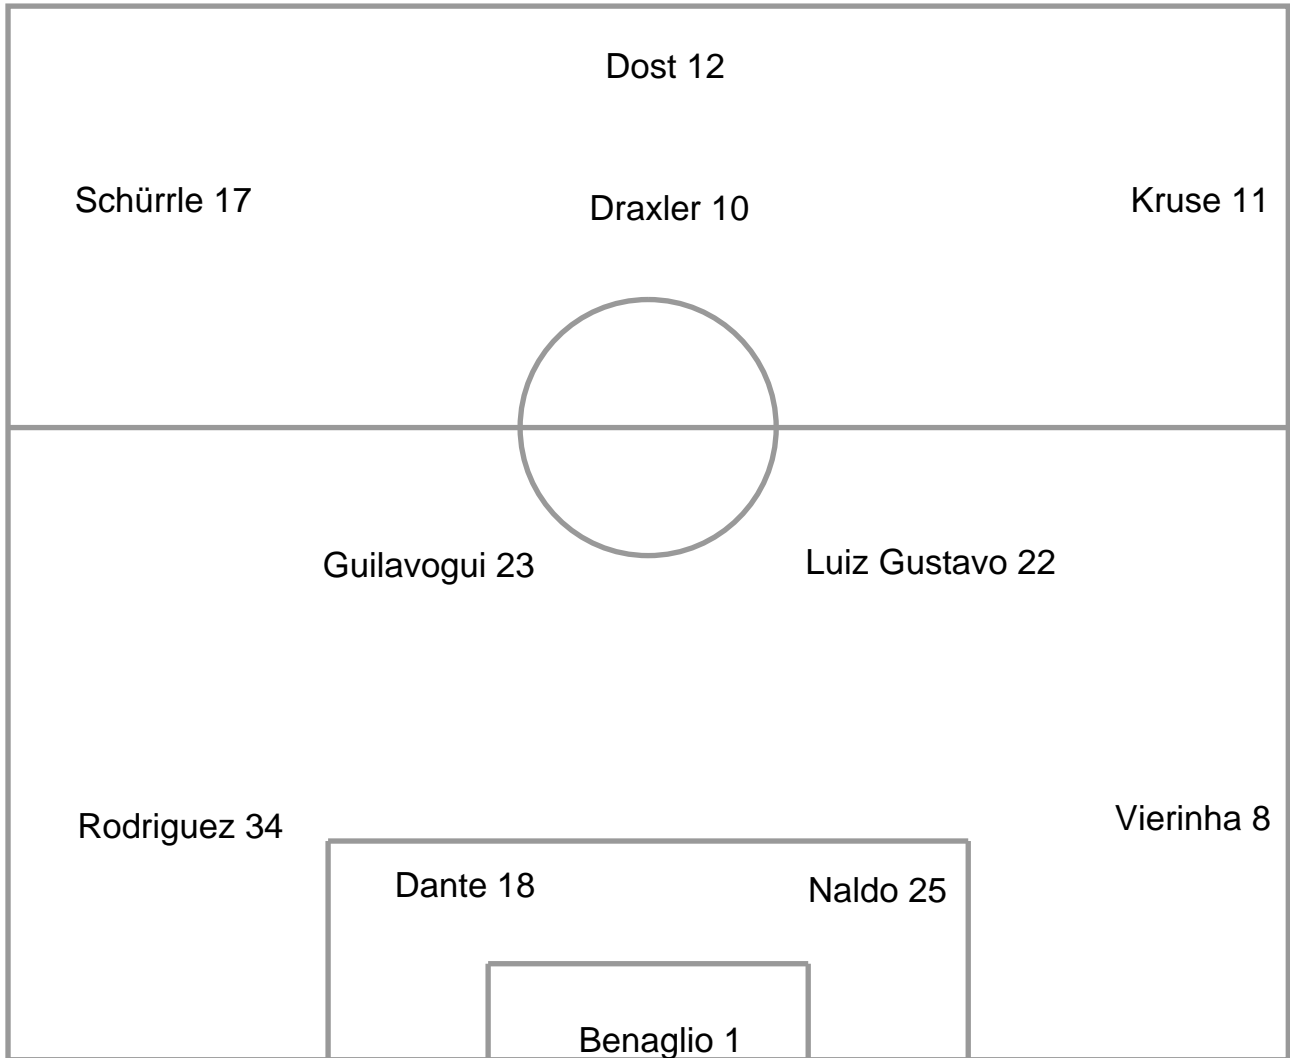 Dost 12
Schürrle 17
Draxler 10
Kruse 11
Guilavogui 23
Luiz Gustavo 22
Rodriguez 34
Vierinha 8
Dante 18
Naldo 25
Benaglio 1